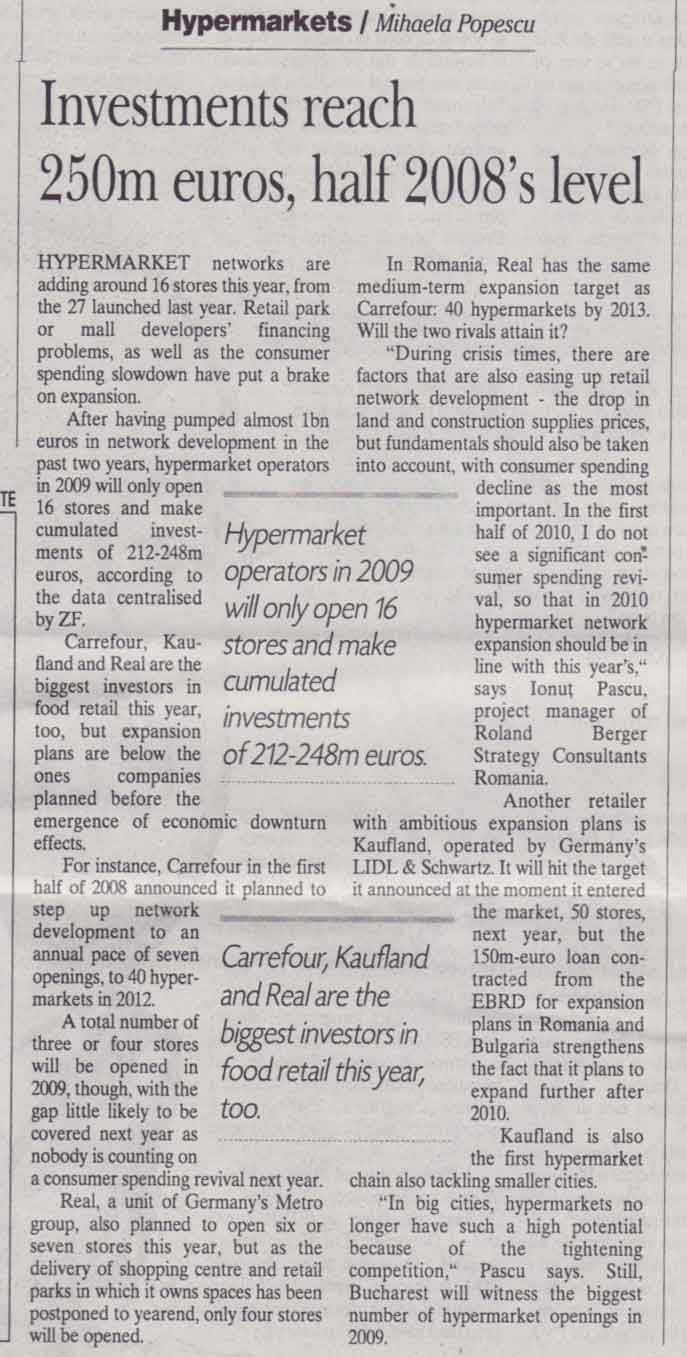 Hypermarkets / Mihaela Popescu
Investments reach
250m euros, half 2008's level
HYPERMARKET networks are
adding around 16 stores this year, from
the 27 launched last year. Retail park
or mall developers' financing
problems, as well as the consumer
spending slowdown have put a brake
on expansion.
After having pumped almost 1bn
euros in network development in the
past two years, hypermarket operators
in 2009 will only open
16 stores and make
cumulated invest-
ments of 212-248m
euros, according to
the data centralised
by ZF.
Carrefour, Kau-
fland and Real are the
biggest investors in
food retail this year,
too, but expansion
plans are below the
ones companies
planned before the
emergence of economic downturn
effects.
For instance, Carrefour in the first
half of 2008 announced it planned to
step up network
development to an
annual pace of seven
openings, to 40 hyper-
markets in 2012.
A total number of
three or four stores
will be opened in
2009, though, with the
gap little likely to be
covered next year as
nobody is counting on
a consumer spending revival next year.
Real, a unit of Germany's Metro
group, also planned to open six or
seven stores this year, but as the
delivery of shopping centre and retail
parks in which it owns spaces has been
postponed to yearend, only four stores
will be opened.
Hypermarket
operators in 2009
will only open 16
stores and make
cumulated
investments
of 212-248m euros.
Carrefour, Kaufland
and Real are the
biggest investors in
food retail this year,
too.
In Romania, Real has the same
medium-term expansion target as
Carrefour: 40 hypermarkets by 2013.
Will the two rivals attain it?
"During crisis times, there are
factors that are also easing up retail
network development - the drop in
land and construction supplies prices,
but fundamentals should also be taken
into account, with consumer spending
decline as the most
important. In the first
half of 2010, I do not
see a significant con-
sumer spending revi-
val, so that in 2010
hypermarket network
expansion should be in
line with this year's,"
says Ionuţ Pascu,
project manager of
Roland Berger
Strategy Consultants
Romania.
Another retailer
with ambitious expansion plans is
Kaufland, operated by Germany's
LIDL & Schwartz. It will hit the target
it announced at the moment it entered
the market, 50 stores,
next year, but the
150m-euro loan con-
tracted from the
EBRD for expansion
plans in Romania and
Bulgaria strengthens
the fact that it plans to
expand further after
2010.
Kaufland is also
the first hypermarket
chain also tackling smaller cities.
"In big cities, hypermarkets no
longer have such a high potential
because of the tightening
competition," Pascu says. Still,
Bucharest will witness the biggest
number of hypermarket openings in
2009.
TE